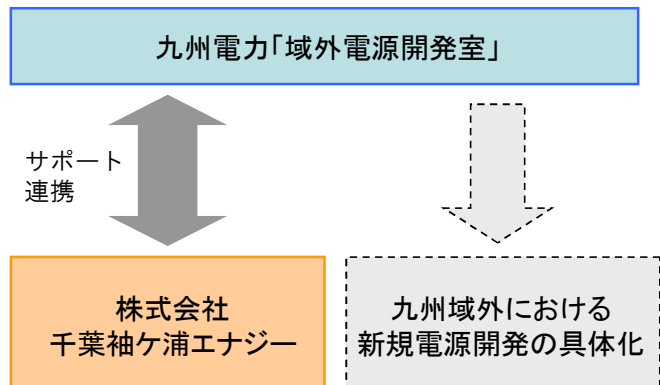 九州電力「域外電源開発室」
サポート
連携
株式会社
千葉袖ケ浦エナジー
九州域外における
新規電源開発の具体化